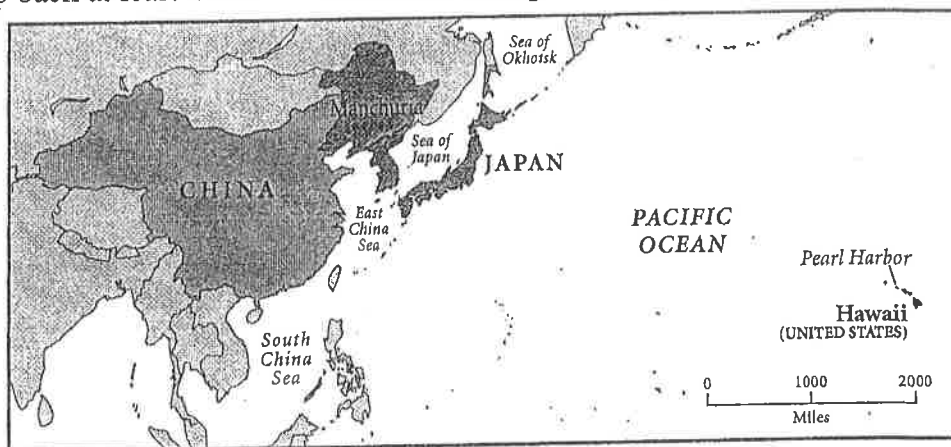 Sea of
Okhotsk
Manchuria
Sea of
Japan
JAPAN
CHINA
East
China
Sea
PACIFIC
OCEAN
Pearl Harbor
Hawaii
(UNITED STATES)
South
China
Sea
0 1000 2000
Miles